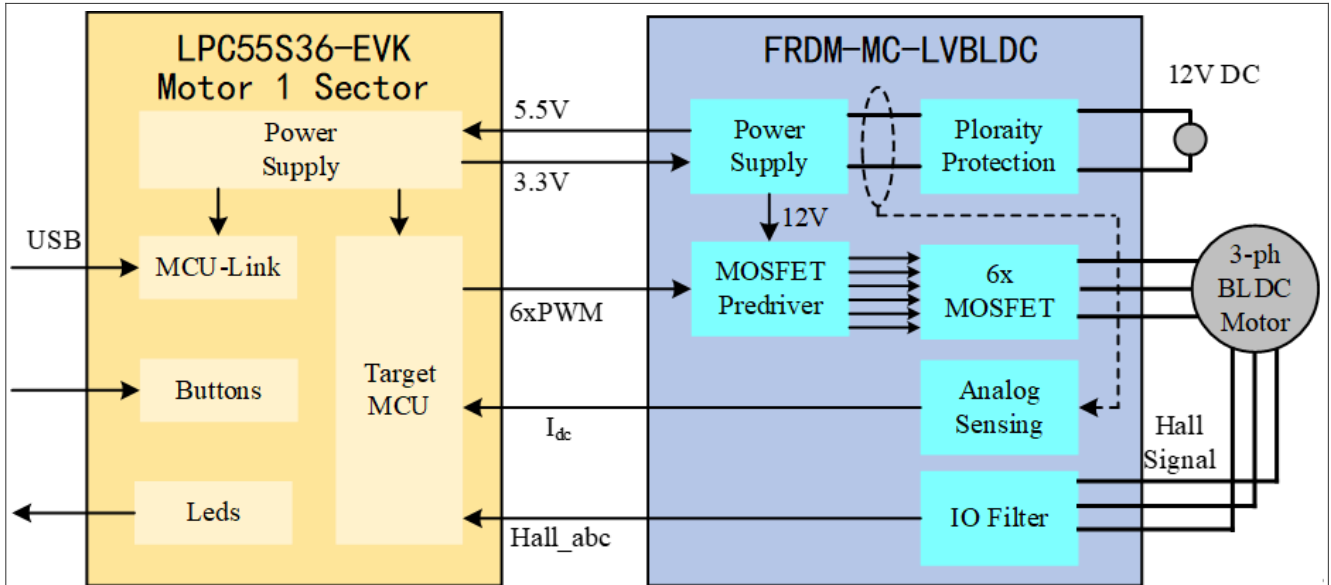 LPC55S36-EVK
Motor 1 Sector
Power
Supply
USB
MCU-Link
Buttons
Leds
Target
MCU
5.5V
3.3V
6xPWM
I_dc
Hall_abc
FRDM-MC-LVBLDC
Power
Supply
Ploraity
Protection
12V
MOSFET
Predriver
6x
MOSFET
Analog
Sensing
IO Filter
12V DC
3-ph
BLDC
Motor
Hall
Signal